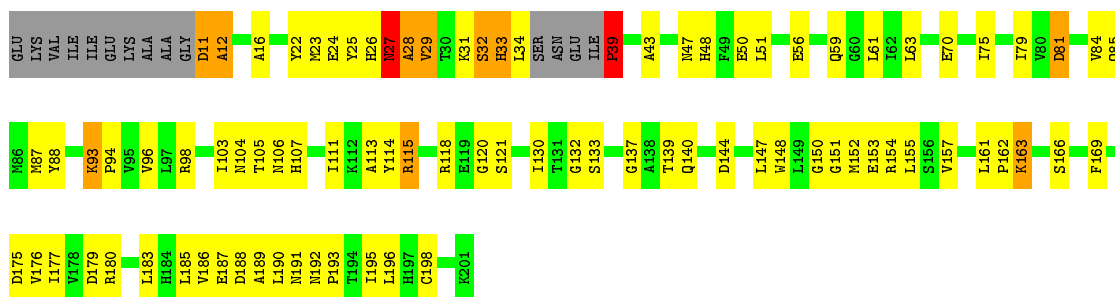 GLU LYS VAL ILE ILE GLU LYS ALA ALA GLY D11 A12 A16 Y22 M23 E24 Y25 H26 N27 A28 V29 T30 K31 S32 H33 L34 SER ASN GLU ILE P39 A43 N47 H48 F49 E50 L51 E56 Q59 G60 L61 I62 L63 E70 I75 I79 V80 D81 V84 Q85
M86 M87 Y88 K93 P94 V95 V96 L97 R98 I103 N104 T105 N106 H107 I111 K112 A113 Y114 R115 R118 E119 G120 S121 I130 T131 G132 S133 G137 A138 T139 Q140 D144 L147 W148 L149 G150 G151 M152 E153 R154 L155 S156 V157 L161 P162 K163 S166 F169
D175 V176 I177 V178 D179 R180 L183 H184 L185 V186 E187 D188 A189 L190 N191 N192 P193 T194 I195 L196 H197 C198 K201